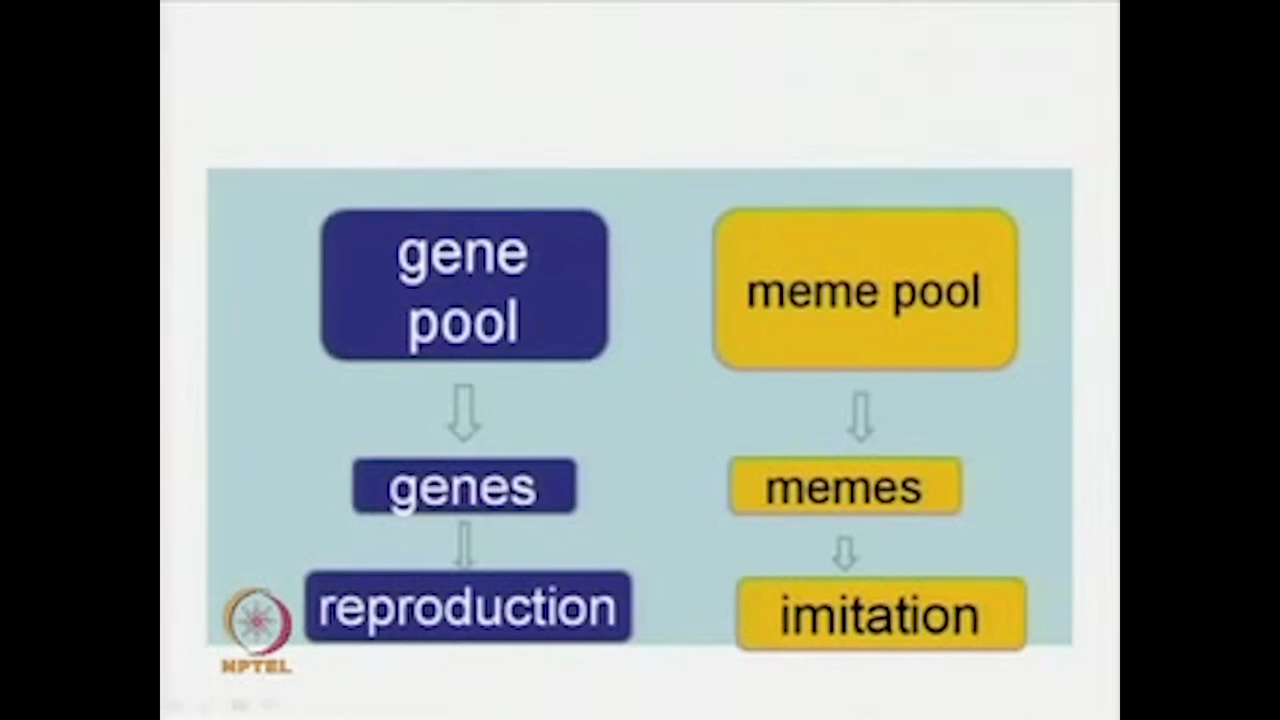 gene
pool
meme pool
genes
memes
reproduction
imitation
NPTEL